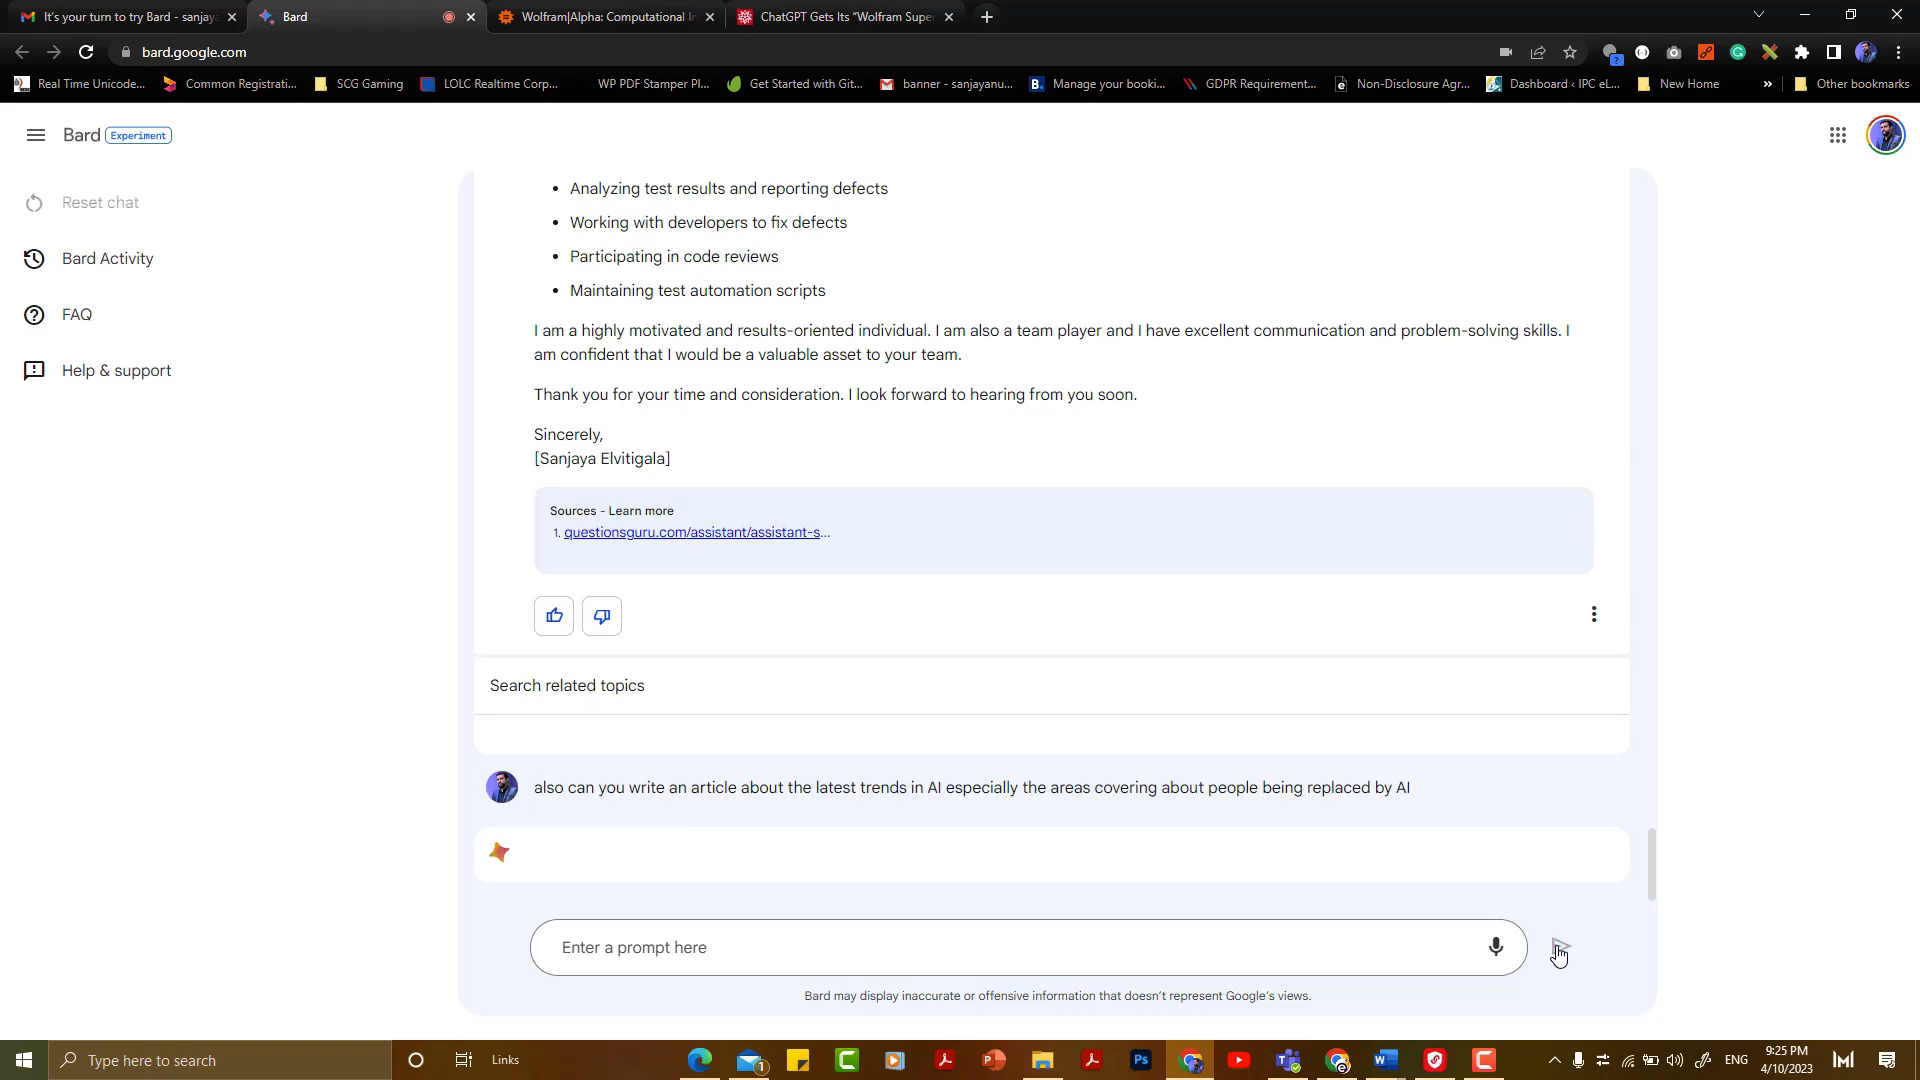 It's your turn to try Bard - sanjaya
Bard
Wolfram|Alpha: Computational In
ChatGPT Gets Its “Wolfram Super
bard.google.com
Real Time Unicode...
Common Registrati...
SCG Gaming
LOLC Realtime Corp...
WP PDF Stamper Pl...
Get Started with Git...
banner - sanjayanu...
Manage your booki...
GDPR Requirement...
Non-Disclosure Agr...
Dashboard ‹ IPC eL...
New Home
»
Other bookmarks
Bard Experiment
Reset chat
Bard Activity
FAQ
Help & support
• Analyzing test results and reporting defects
• Working with developers to fix defects
• Participating in code reviews
• Maintaining test automation scripts
I am a highly motivated and results-oriented individual. I am also a team player and I have excellent communication and problem-solving skills. I
am confident that I would be a valuable asset to your team.
Thank you for your time and consideration. I look forward to hearing from you soon.
Sincerely,
[Sanjaya Elvitigala]
Sources - Learn more
1. questionsguru.com/assistant/assistant-s...
Search related topics
also can you write an article about the latest trends in AI especially the areas covering about people being replaced by AI
Enter a prompt here
Bard may display inaccurate or offensive information that doesn’t represent Google’s views.
Type here to search
Links
1
Ps
ENG
9:25 PM
4/10/2023